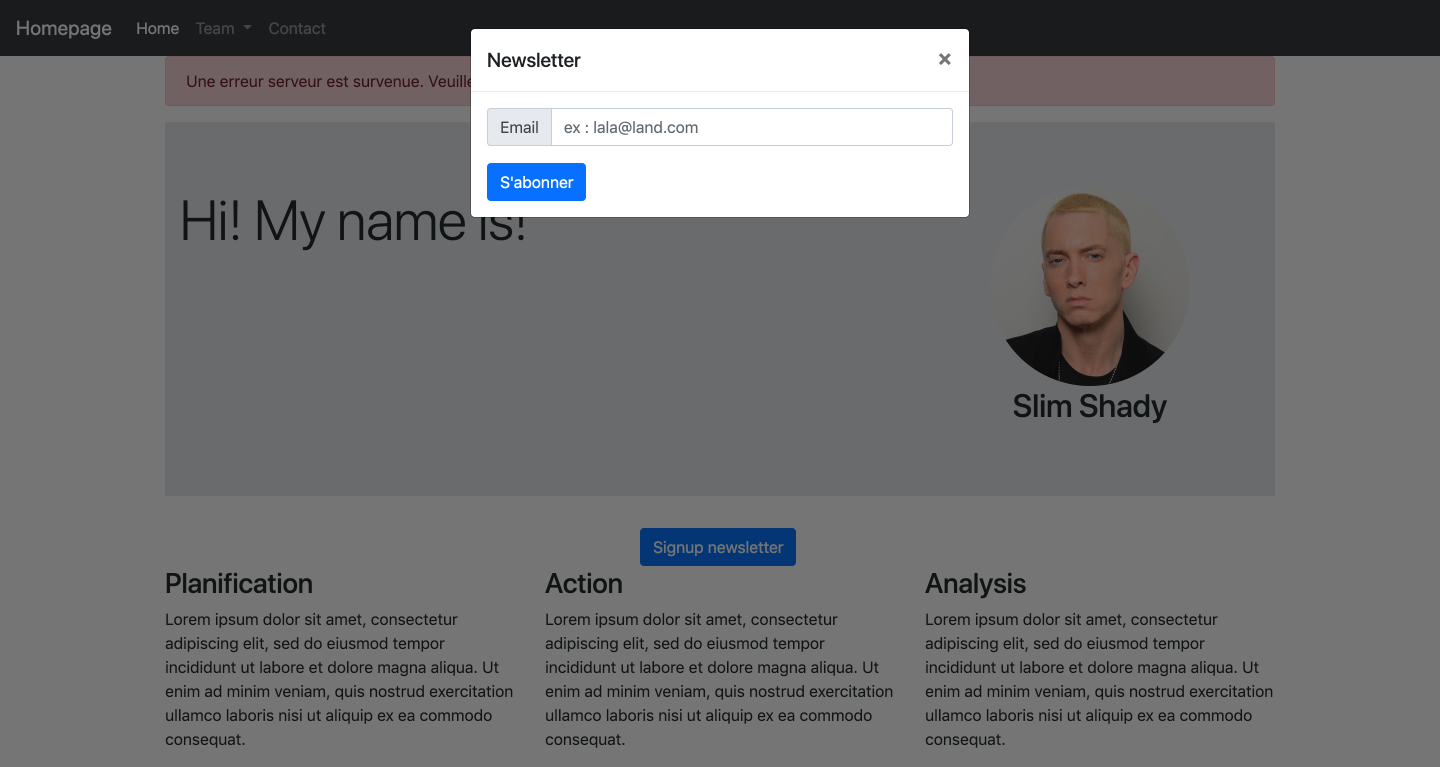 Homepage Home Team Contact
Newsletter ×
Une erreur serveur est survenue.
Email ex : lala@land.com
S'abonner
Hi! My name is!
Slim Shady
Signup newsletter
Planification
Lorem ipsum dolor sit amet, consectetur
adipiscing elit, sed do eiusmod tempor
incididunt ut labore et dolore magna aliqua. Ut
enim ad minim veniam, quis nostrud exercitation
ullamco laboris nisi ut aliquip ex ea commodo
consequat.
Action
Lorem ipsum dolor sit amet, consectetur
adipiscing elit, sed do eiusmod tempor
incididunt ut labore et dolore magna aliqua. Ut
enim ad minim veniam, quis nostrud exercitation
ullamco laboris nisi ut aliquip ex ea commodo
consequat.
Analysis
Lorem ipsum dolor sit amet, consectetur
adipiscing elit, sed do eiusmod tempor
incididunt ut labore et dolore magna aliqua. Ut
enim ad minim veniam, quis nostrud exercitation
ullamco laboris nisi ut aliquip ex ea commodo
consequat.